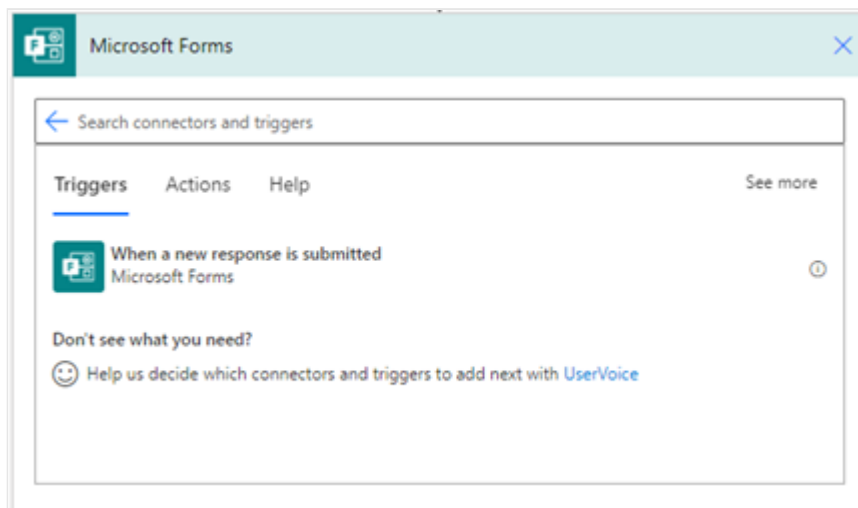 Microsoft Forms
Search connectors and triggers
Triggers Actions Help See more
When a new response is submitted
Microsoft Forms
Don't see what you need?
Help us decide which connectors and triggers to add next with UserVoice